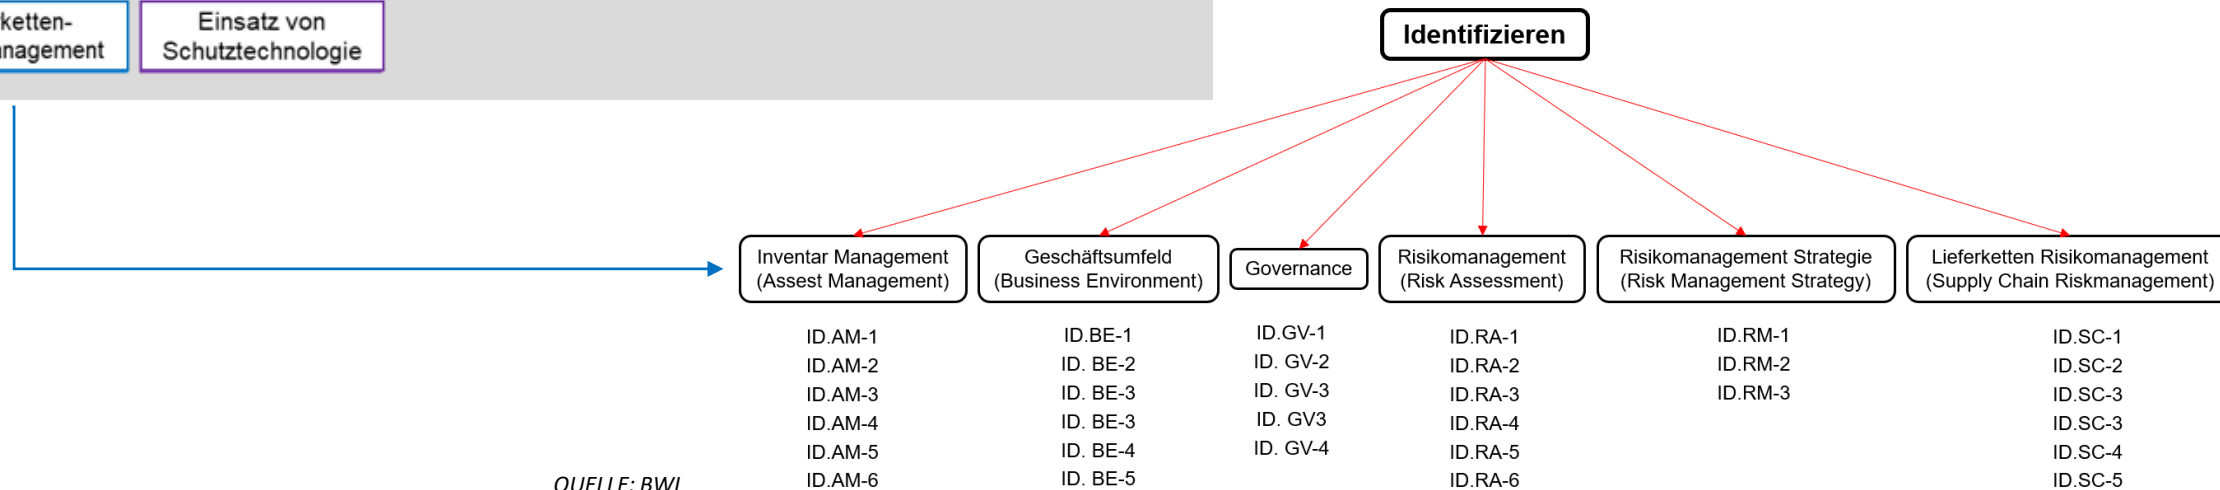 ketten-
nagement
Einsatz von
Schutztechnologie
Identifizieren
Inventar Management
(Assest Management)
Geschäftsumfeld
(Business Environment)
Governance
Risikomanagement
(Risk Assessment)
Risikomanagement Strategie
(Risk Management Strategy)
Lieferketten Risikomanagement
(Supply Chain Riskmanagement)
ID.AM-1
ID.AM-2
ID.AM-3
ID.AM-4
ID.AM-5
ID.AM-6
ID.BE-1
ID. BE-2
ID. BE-3
ID. BE-3
ID. BE-4
ID. BE-5
ID.GV-1
ID. GV-2
ID. GV-3
ID. GV3
ID. GV-4
ID.RA-1
ID.RA-2
ID.RA-3
ID.RA-4
ID.RA-5
ID.RA-6
ID.RM-1
ID.RM-2
ID.RM-3
ID.SC-1
ID.SC-2
ID.SC-3
ID.SC-3
ID.SC-4
ID.SC-5
QUELLE: BWI